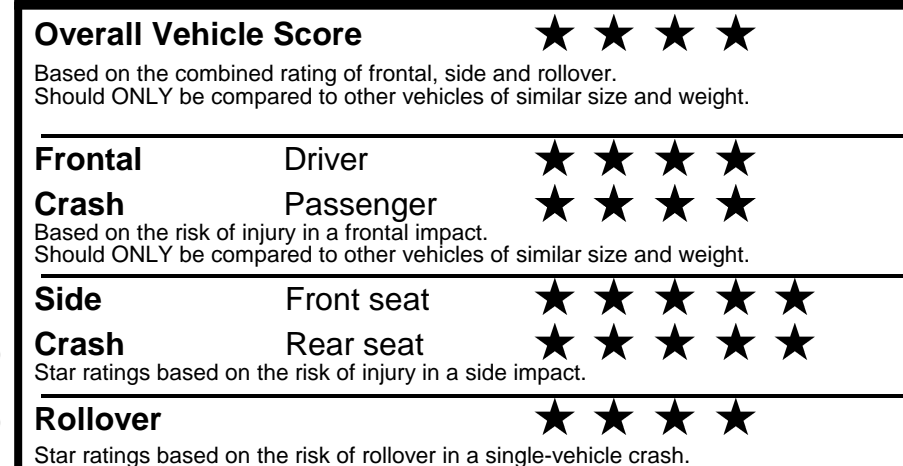 Overall Vehicle Score ★ ★ ★ ★
Based on the combined rating of frontal, side and rollover.
Should ONLY be compared to other vehicles of similar size and weight.
Frontal Driver ★ ★ ★ ★
Crash Passenger ★ ★ ★ ★
Based on the risk of injury in a frontal impact.
Should ONLY be compared to other vehicles of similar size and weight.
Side Front seat ★ ★ ★ ★ ★
Crash Rear seat ★ ★ ★ ★ ★
Star ratings based on the risk of injury in a side impact.
Rollover ★ ★ ★ ★
Star ratings based on the risk of rollover in a single-vehicle crash.